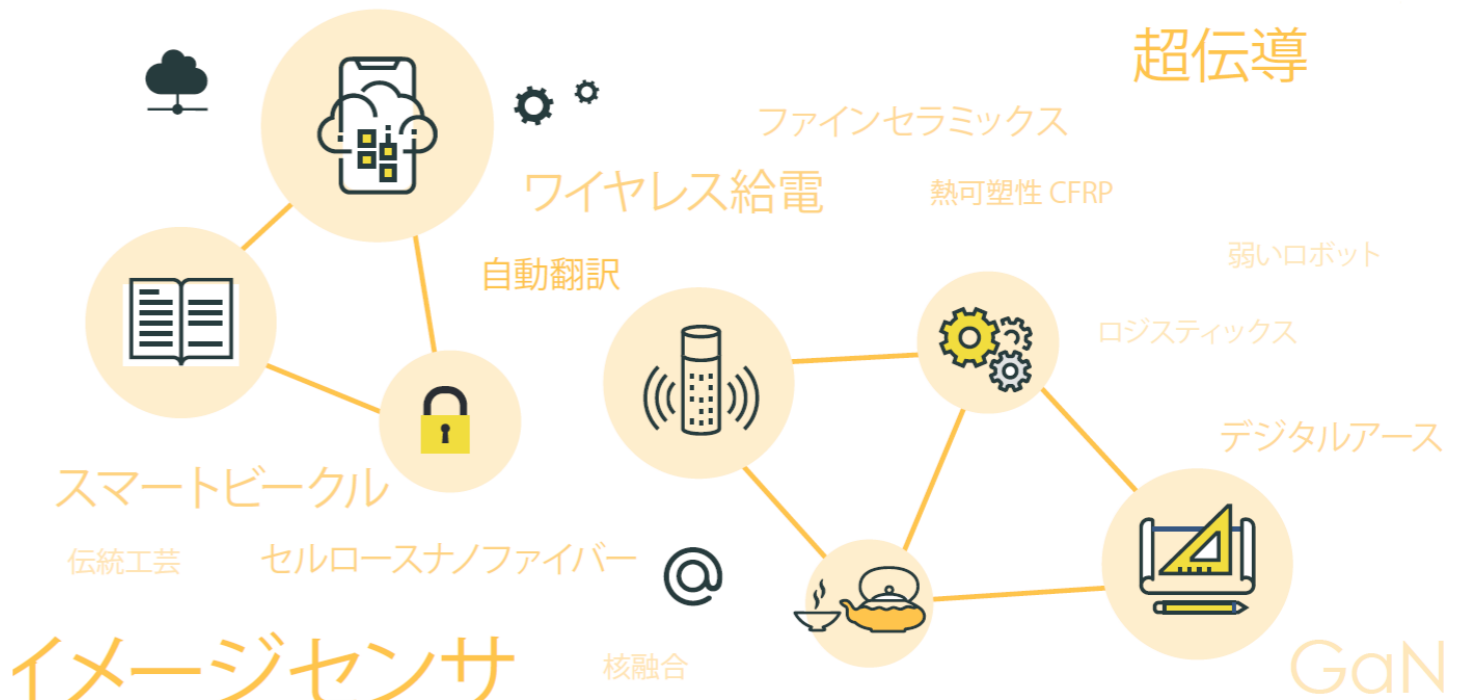 超伝導
ファインセラミックス
ワイヤレス給電
熱可塑性 CFRP
弱いロボット
自動翻訳
ロジスティックス
デジタルアース
スマートビークル
伝統工芸
セルロースナノファイバー
@
イメージセンサ
核融合
GaN